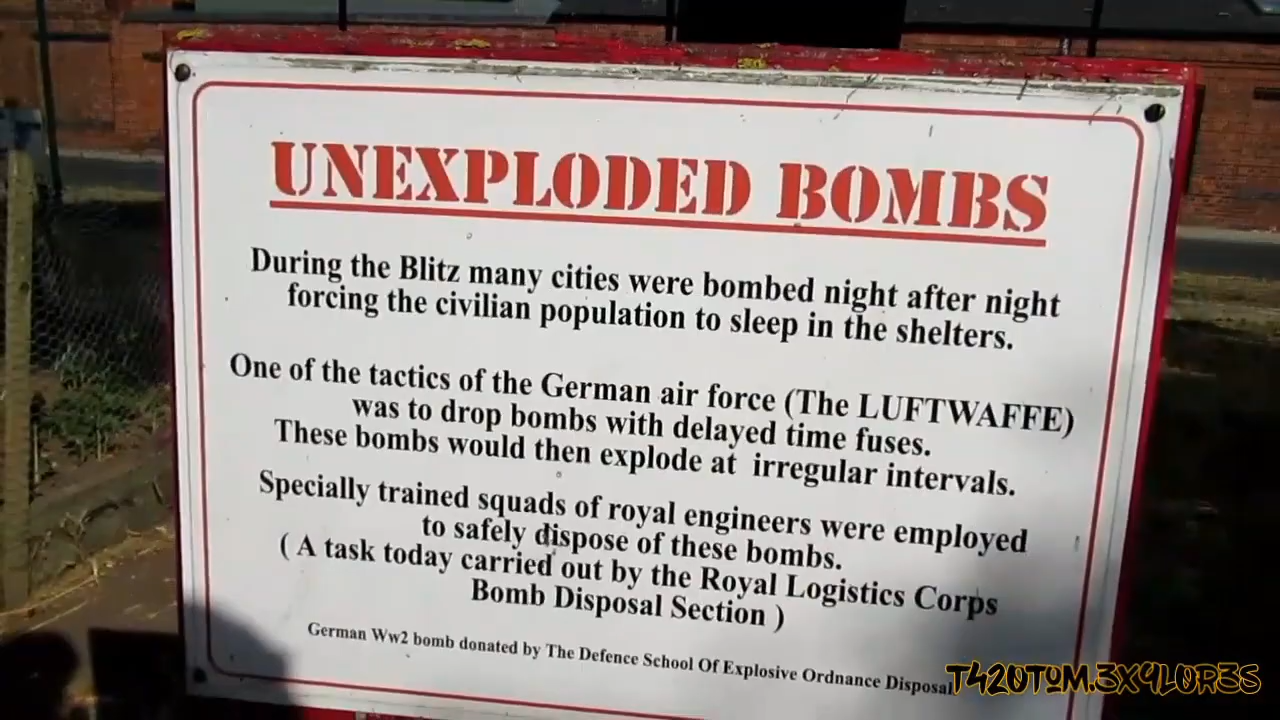 UNEXPLODED BOMBS
During the Blitz many cities were bombed night after night
forcing the civilian population to sleep in the shelters.
One of the tactics of the German air force (The LUFTWAFFE)
was to drop bombs with delayed time fuses.
These bombs would then explode at irregular intervals.
Specially trained squads of royal engineers were employed
to safely dispose of these bombs.
( A task today carried out by the Royal Logistics Corps
Bomb Disposal Section )
German Ww2 bomb donated by The Defence School Of Explosive Ordnance Disposal